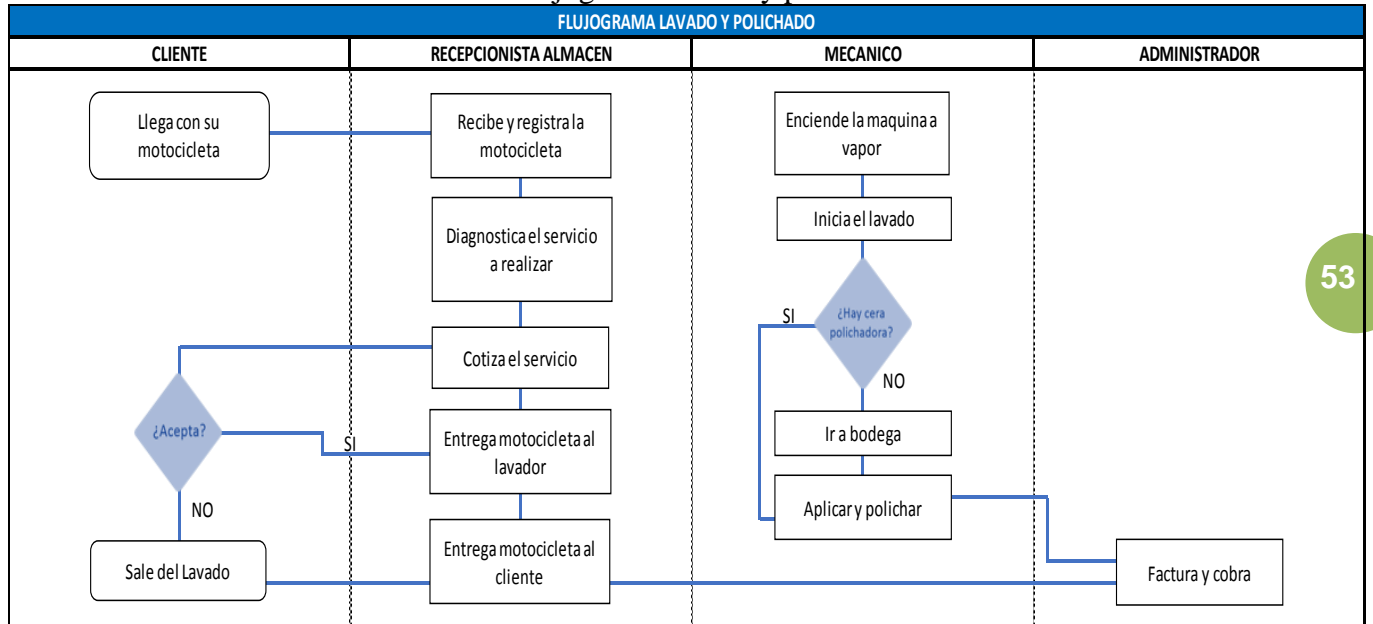 FLUJOGRAMA LAVADO Y POLICHADO
CLIENTE
RECEPCIONISTA ALMACEN
MECANICO
ADMINISTRADOR
Llega con su
motocicleta
Recibe y registra la
motocicleta
Enciende la maquina a
vapor
Diagnostica el servicio
a realizar
Inicia el lavado
53
SI
¿Hay cera
polichadora?
NO
Cotiza el servicio
¿Acepta?
SI
NO
Entrega motocicleta al
lavador
Ir a bodega
Aplicar y polichar
Sale del Lavado
Entrega motocicleta al
cliente
Factura y cobra